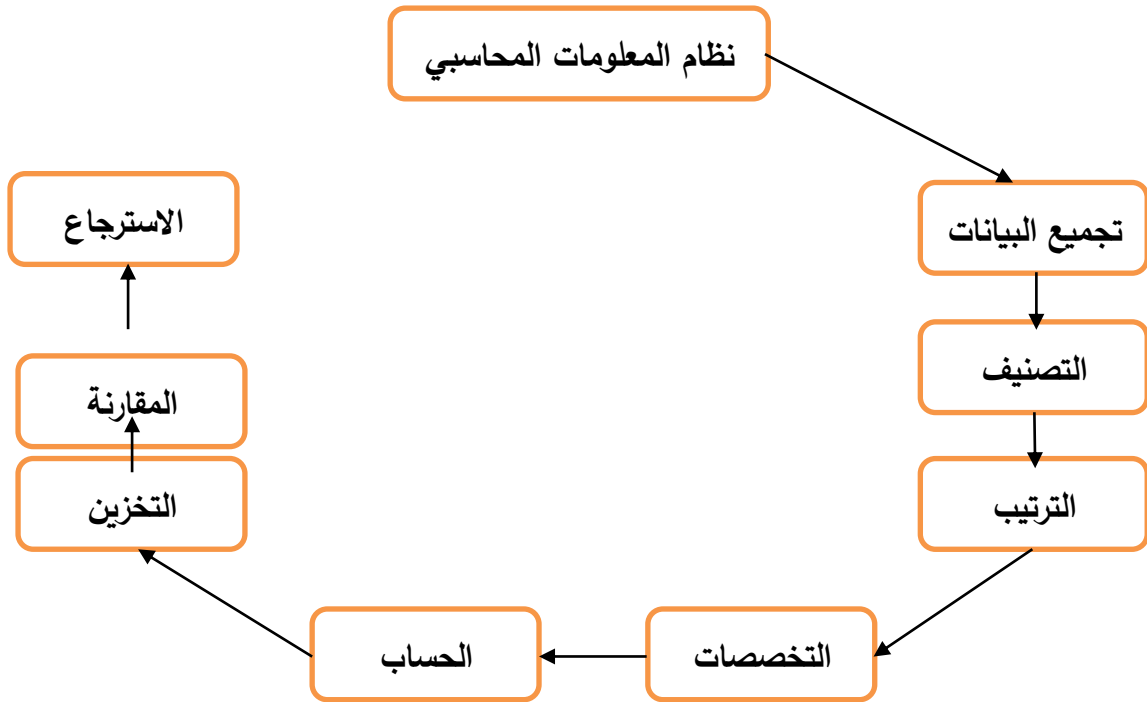 نظام المعلومات المحاسبي
تجميع البيانات
التصنيف
الترتيب
التخصصات
الحساب
التخزين
المقارنة
الاسترجاع